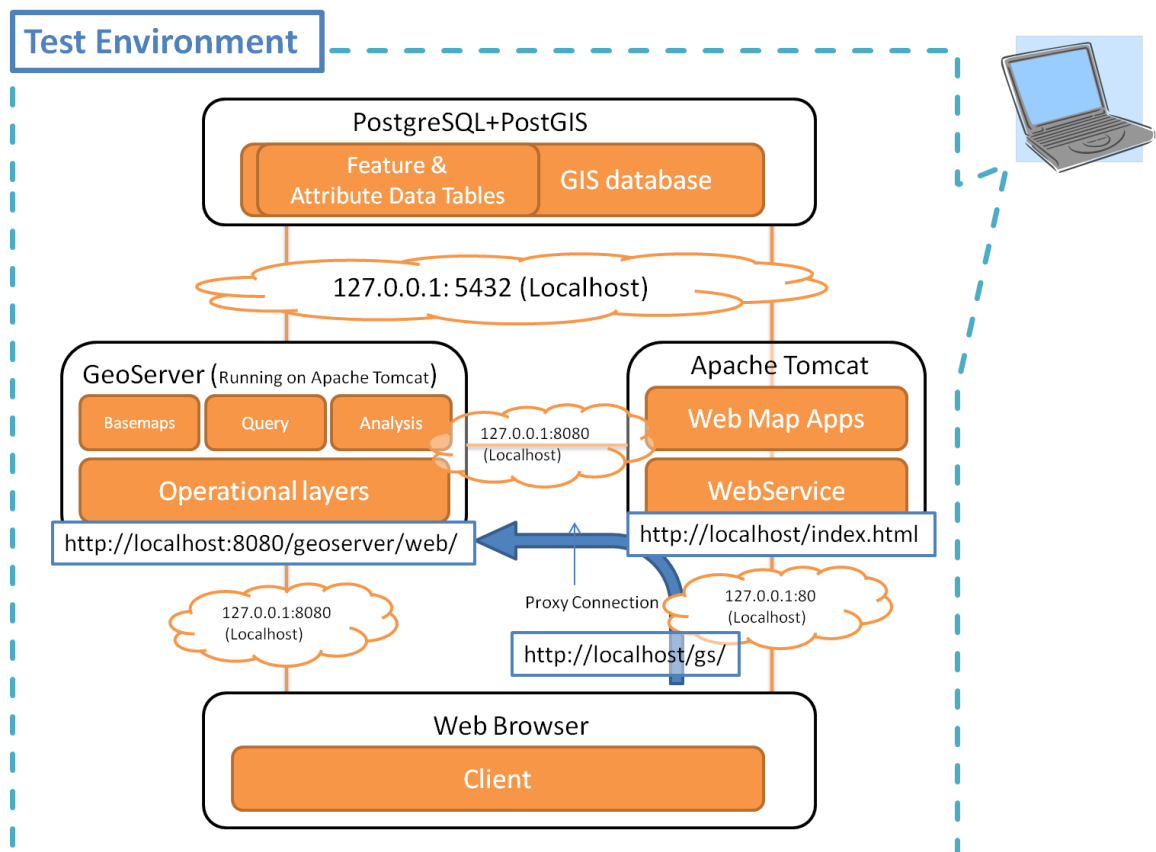 Test Environment
PostgreSQL+PostGIS
Feature &
Attribute Data Tables
GIS database
127.0.0.1: 5432 (Localhost)
GeoServer (Running on Apache Tomcat)
Basemaps
Query
Analysis
Operational layers
http://localhost:8080/geoserver/web/
127.0.0.1:8080
(Localhost)
Apache Tomcat
Web Map Apps
WebService
http://localhost/index.html
127.0.0.1:8080
(Localhost)
Proxy Connection
127.0.0.1:80
(Localhost)
http://localhost/gs/
Web Browser
Client